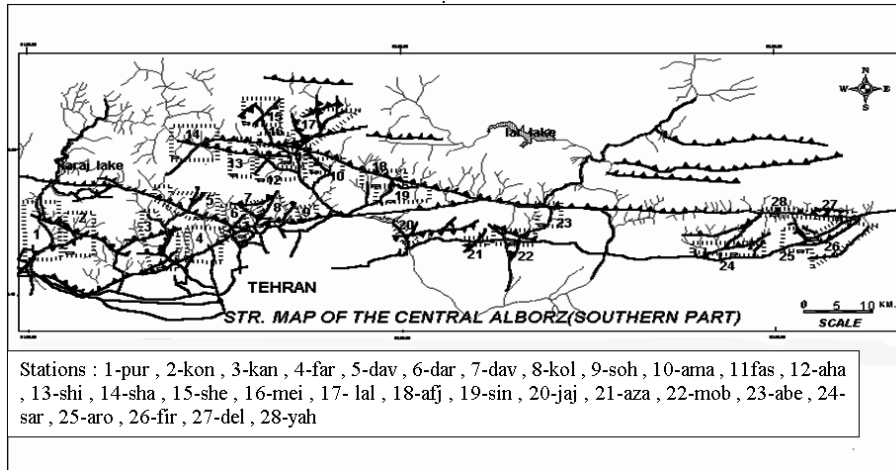 14
15
16
17
13
12
10
18
19
Karaj lake
lar lake
5
7
6
8
9
1
2
3
4
20
21
22
23
28
27
24
25
26
N
W E
S
TEHRAN
0 5 10 KM.
SCALE
STR. MAP OF THE CENTRAL ALBORZ(SOUTHERN PART)
Stations : 1-pur , 2-kon , 3-kan , 4-far , 5-dav , 6-dar , 7-dav , 8-kol , 9-soh , 10-ama , 11fas , 12-aha
, 13-shi , 14-sha , 15-she , 16-mei , 17- lal , 18-afj , 19-sin , 20-jaj , 21-aza , 22-mob , 23-abe , 24-
sar , 25-aro , 26-fir , 27-del , 28-yah